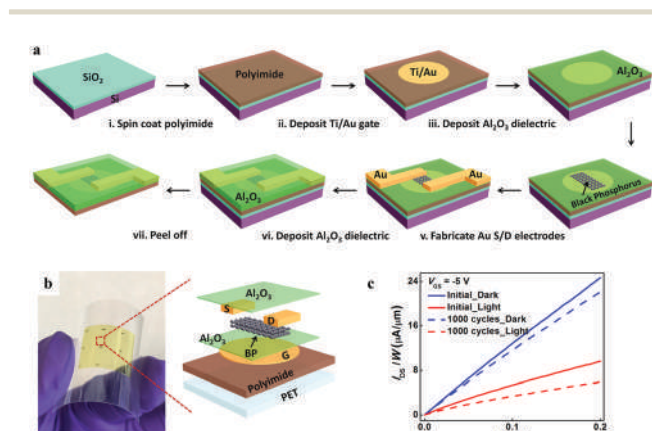 a
SiO₂
Si
Polyimide
Ti/Au
Al₂O₃
i. Spin coat polyimide
ii. Deposit Ti/Au gate
iii. Deposit Al₂O₃ dielectric
Al₂O₃
Au
Au
Black Phosphorus
vii. Peel off
vi. Deposit Al₂O₃ dielectric
v. Fabricate Au S/D electrodes
b
Al₂O₃
S
D
Al₂O₃
BP
G
Polyimide
PET
c
V_GS = -5 V
Initial_Dark
Initial_Light
1000 cycles_Dark
1000 cycles_Light
I_DS/W (μA/μm)
24
16
8
0
0.0
0.1
0.2